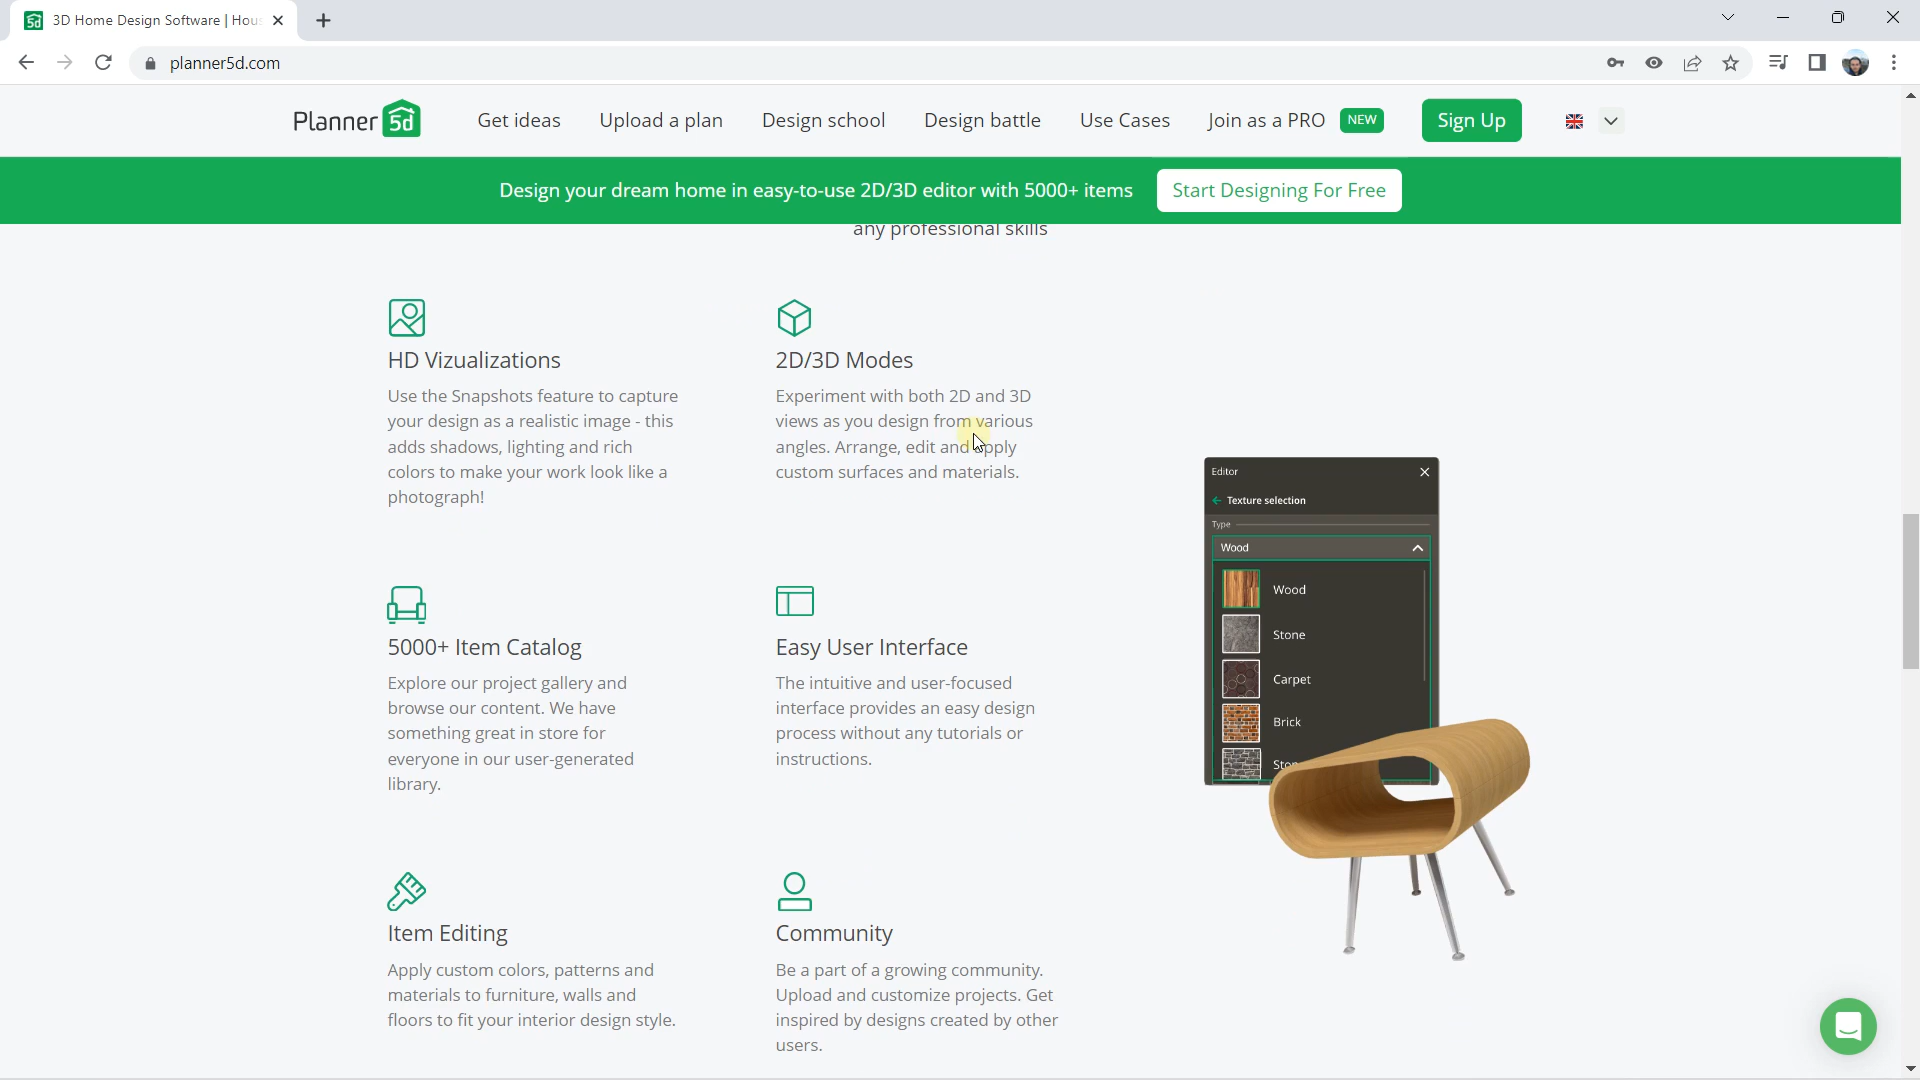 3D Home Design Software | Hou
planner5d.com
Planner 5d
Get ideas
Upload a plan
Design school
Design battle
Use Cases
Join as a PRO
NEW
Sign Up
Design your dream home in easy-to-use 2D/3D editor with 5000+ items
Start Designing For Free
any professional skills
HD Vizualizations
Use the Snapshots feature to capture
your design as a realistic image - this
adds shadows, lighting and rich
colors to make your work look like a
photograph!
2D/3D Modes
Experiment with both 2D and 3D
views as you design from various
angles. Arrange, edit and apply
custom surfaces and materials.
5000+ Item Catalog
Explore our project gallery and
browse our content. We have
something great in store for
everyone in our user-generated
library.
Easy User Interface
The intuitive and user-focused
interface provides an easy design
process without any tutorials or
instructions.
Item Editing
Apply custom colors, patterns and
materials to furniture, walls and
floors to fit your interior design style.
Community
Be a part of a growing community.
Upload and customize projects. Get
inspired by designs created by other
users.
Editor
Texture selection
Type
Wood
Wood
Stone
Carpet
Brick
Stone